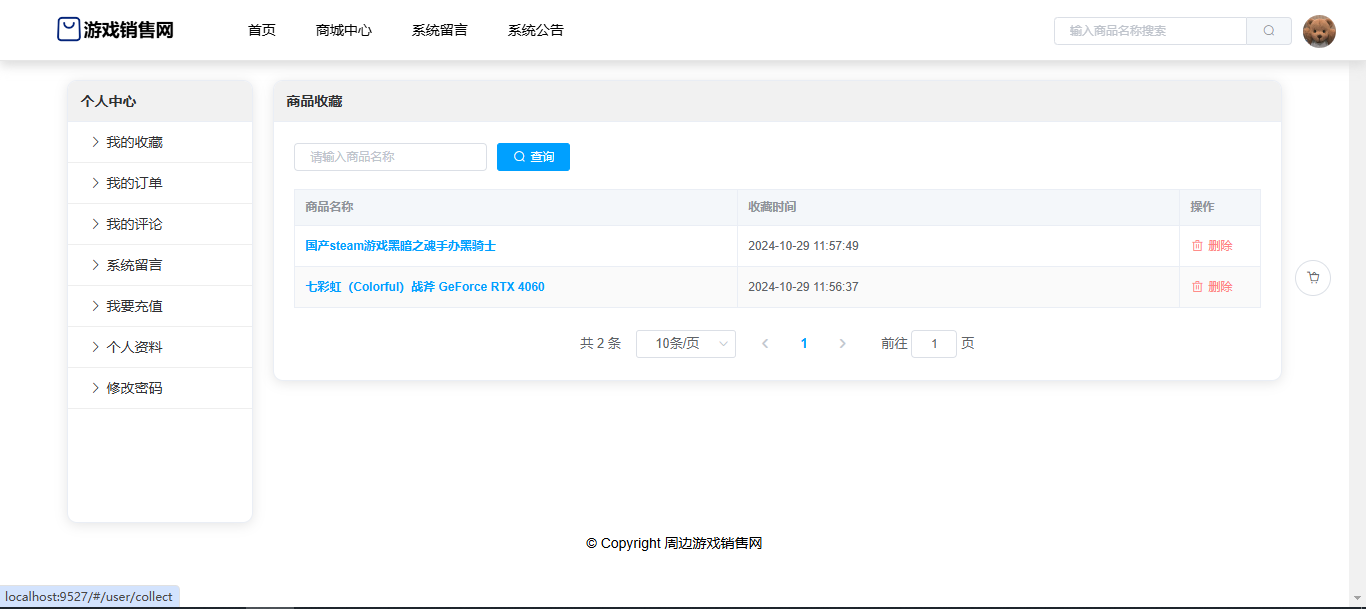 游戏销售网 首页 商城中心 系统留言 系统公告 输入商品名称搜索
个人中心
我的收藏
我的订单
我的评论
系统留言
我要充值
个人资料
修改密码
商品收藏
请输入商品名称 查询
商品名称 收藏时间 操作
国产steam游戏黑暗之魂手办黑骑士 2024-10-29 11:57:49 删除
七彩虹（Colorful）战斧 GeForce RTX 4060 2024-10-29 11:56:37 删除
共 2 条 10条/页 1 前往 1 页
© Copyright 周边游戏销售网
localhost:9527/#/user/collect